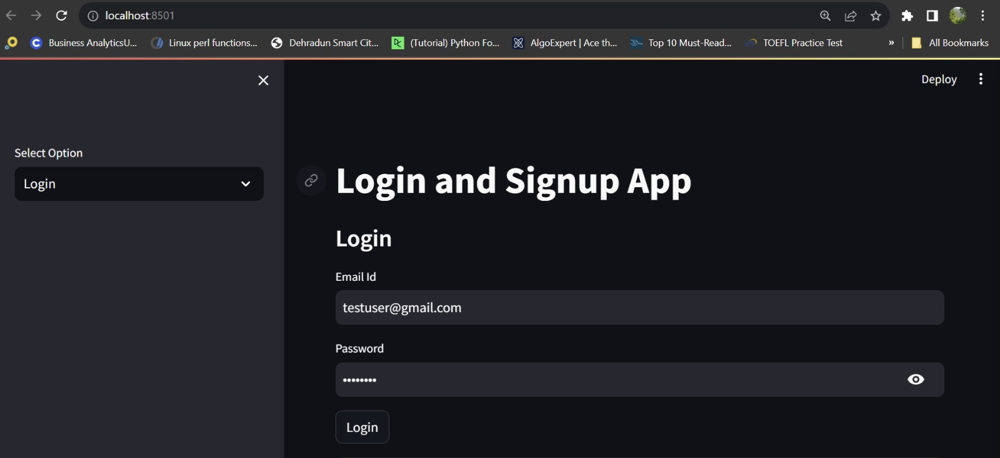 localhost:8501
Business AnalyticsU... Linux perl functions... Dehradun Smart Cit... (Tutorial) Python Fo... AlgoExpert | Ace th... Top 10 Must-Read... TOEFL Practice Test » All Bookmarks
Deploy
Select Option
Login
Login and Signup App
Login
Email Id
testuser@gmail.com
Password
••••••••
Login